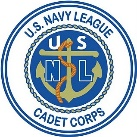 U.S. NAVY LEAGUE
U S
N L
CADET CORPS